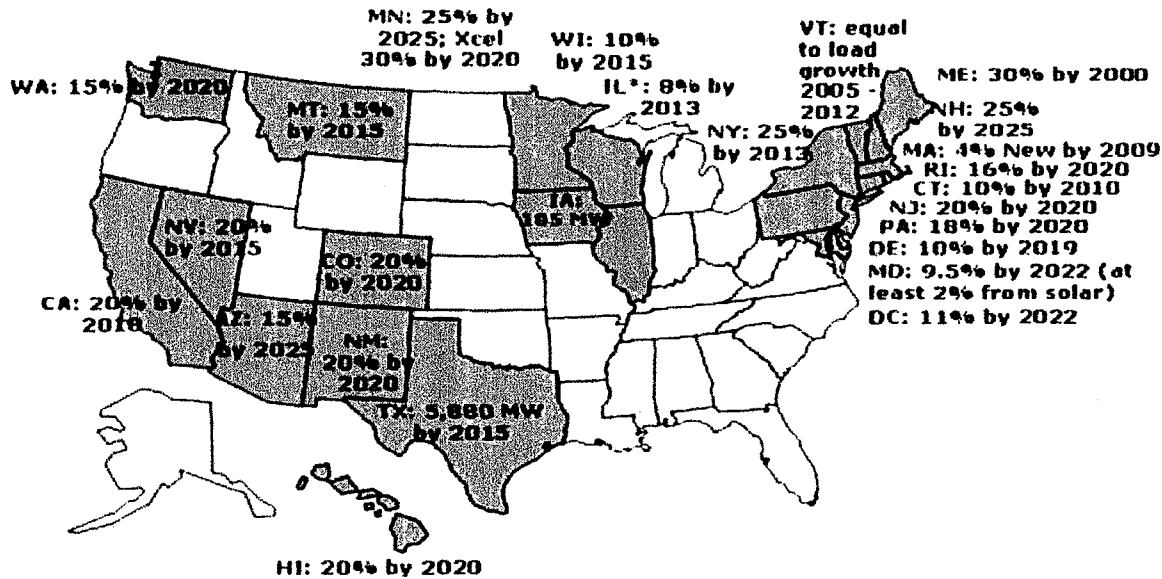 MN: 25% by
2025; Xcel
30% by 2020
WI: 10%
by 2015
VT: equal
to load
growth
2005 -
2012
ME: 30% by 2000
WA: 15% by 2020
MT: 15%
by 2015
IL*: 8% by
2013
NH: 25%
by 2025
NY: 25%
by 2013
MA: 4% New by 2009
RI: 16% by 2020
CT: 10% by 2010
NJ: 20% by 2020
PA: 18% by 2020
DE: 10% by 2019
MD: 9.5% by 2022 (at
least 2% from solar)
DC: 11% by 2022
IA:
105 MW
NV: 20%
by 2015
CO: 20%
by 2020
CA: 20% by
2010
AZ: 15%
by 2025
NM:
20% by
2020
TX: 5,880 MW
by 2015
HI: 20% by 2020